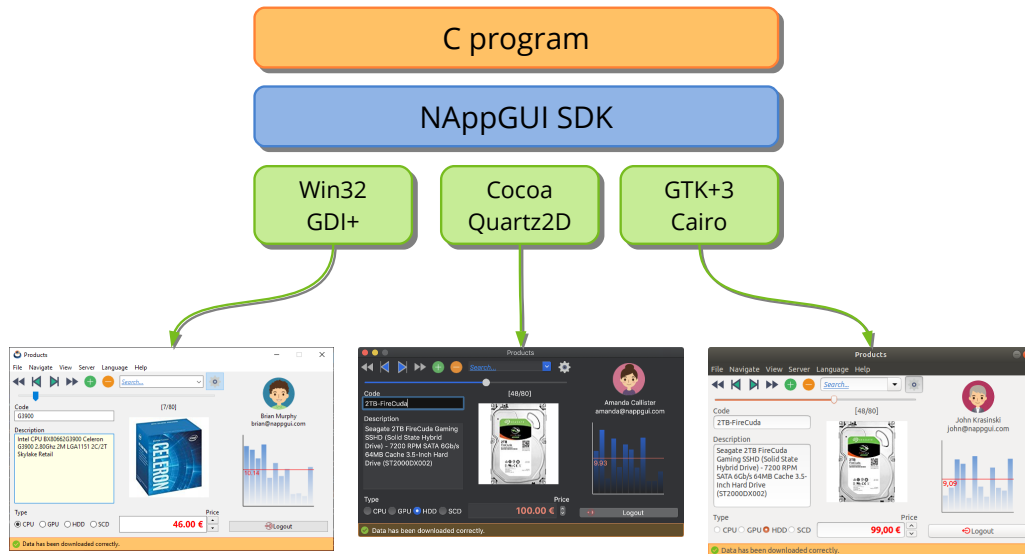 C program
NAppGUI SDK
Win32
GDI+
Cocoa
Quartz2D
GTK+3
Cairo
Products
File Navigate View Server Language Help
Search...
[7/80]
Code
G3900
Description
Intel CPU BX80662G3900 Celeron
G3900 2.80Ghz 2M LGA1151 2C/2T
Skylake Retail
CELERON
Brian Murphy
brian@nappgui.com
10.14
Type
CPU GPU HDD SCD
Price
46.00 €
Logout
Data has been downloaded correctly.
Products
Search...
[48/80]
Code
2TB-FireCuda
Description
Seagate 2TB FireCuda Gaming
SSHD (Solid State Hybrid
Drive) - 7200 RPM SATA 6Gb/s
64MB Cache 3.5-Inch Hard
Drive (ST2000DX002)
Amanda Callister
amanda@nappgui.com
9.93
Type
CPU GPU HDD SCD
Price
100.00 €
Logout
Data has been downloaded correctly.
Products
File Navigate View Server Language Help
Search...
[48/80]
Code
2TB-FireCuda
Description
Seagate 2TB FireCuda
Gaming SSHD (Solid State
Hybrid Drive) - 7200 RPM
SATA 6Gb/s 64MB Cache 3.5-
Inch Hard Drive
(ST2000DX002)
John Krasinski
john@nappgui.com
9,09
Type
CPU GPU HDD SCD
Price
99,00 €
Logout
Data has been downloaded correctly.